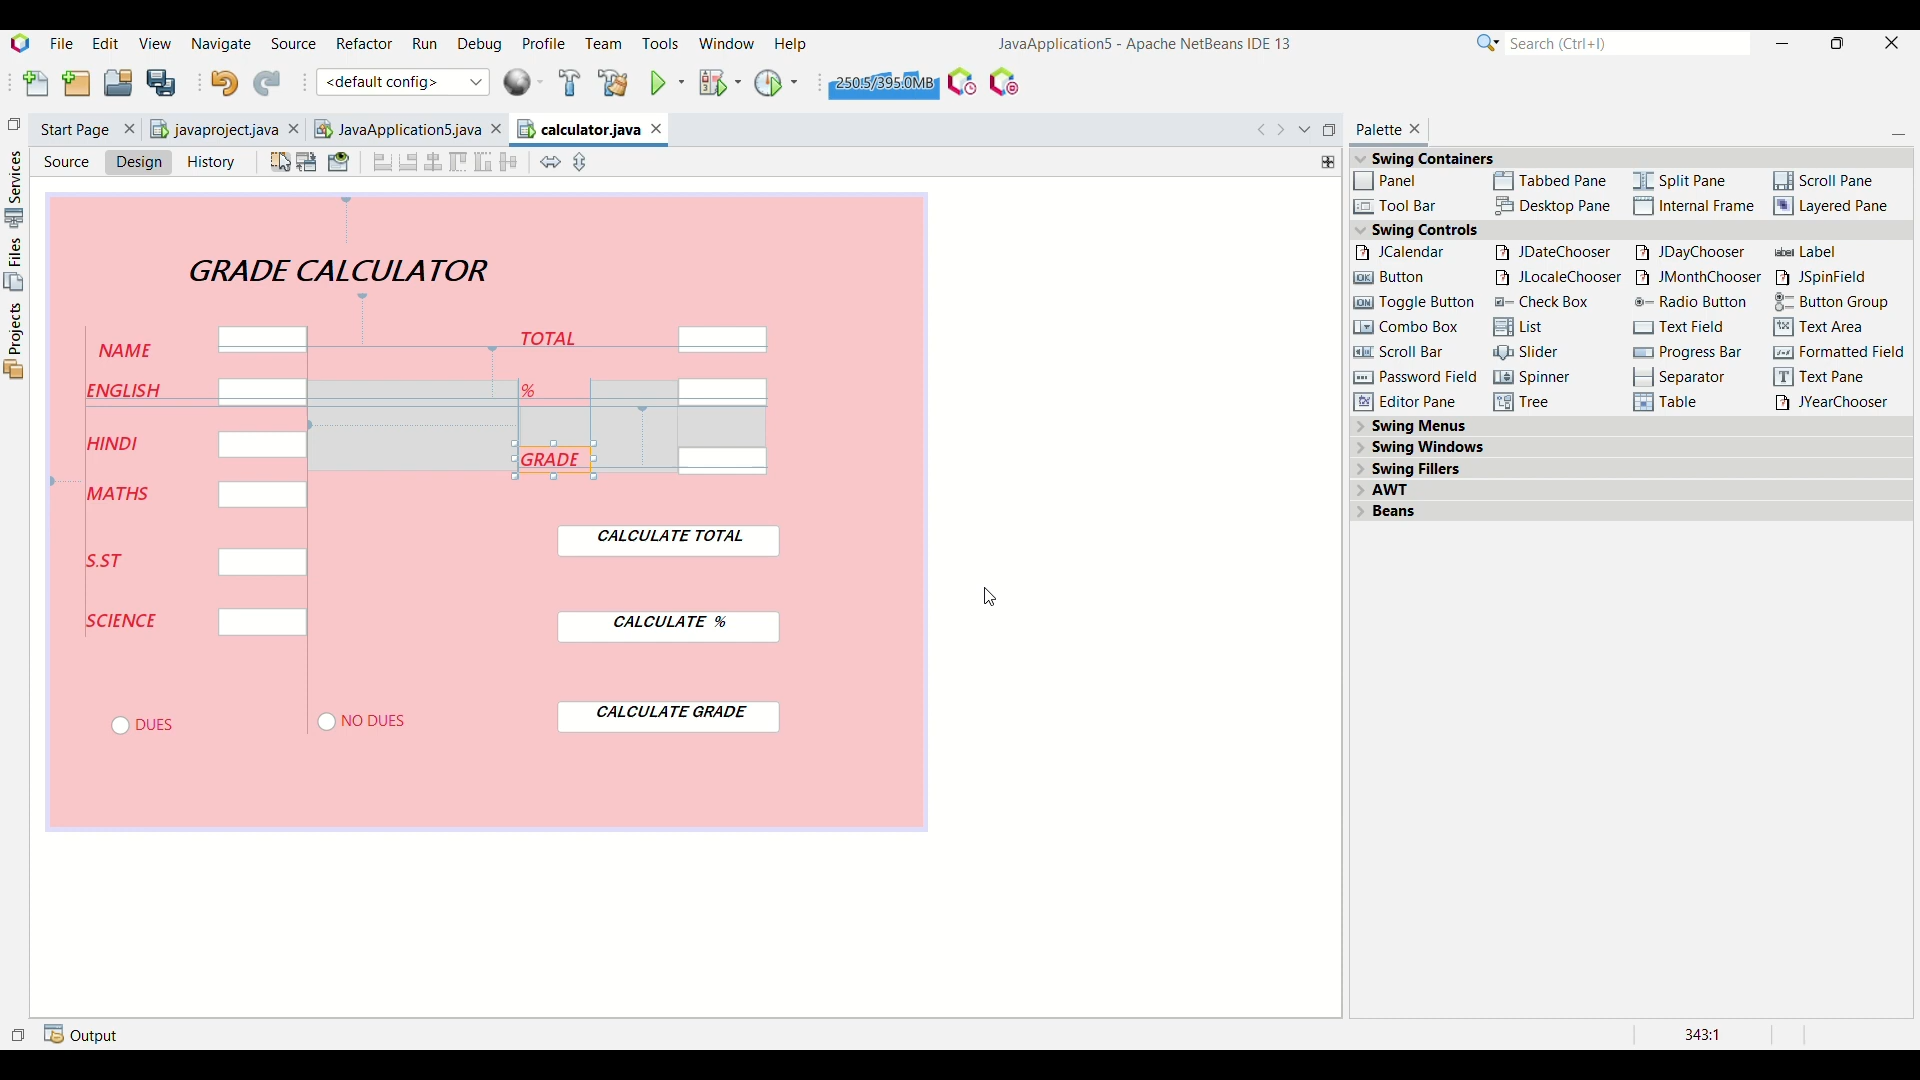 File Edit View Navigate Source Refactor Run Debug Profile Team Tools Window Help
JavaApplication5 - Apache NetBeans IDE 13
Search (Ctrl+I)
<default config>
250.5/395.0MB
Start Page
javaproject.java
JavaApplication5.java
calculator.java
Source Design History
Services
Files
Projects
GRADE CALCULATOR
NAME
TOTAL
ENGLISH
%
HINDI
GRADE
MATHS
S.ST
SCIENCE
CALCULATE TOTAL
CALCULATE %
CALCULATE GRADE
DUES
NO DUES
Palette
Swing Containers
Panel Tabbed Pane Split Pane Scroll Pane
Tool Bar Desktop Pane Internal Frame Layered Pane
Swing Controls
JCalendar JDateChooser JDayChooser Label
Button JLocaleChooser JMonthChooser JSpinField
Toggle Button Check Box Radio Button Button Group
Combo Box List Text Field Text Area
Scroll Bar Slider Progress Bar Formatted Field
Password Field Spinner Separator Text Pane
Editor Pane Tree Table JYearChooser
Swing Menus
Swing Windows
Swing Fillers
AWT
Beans
Output
343:1